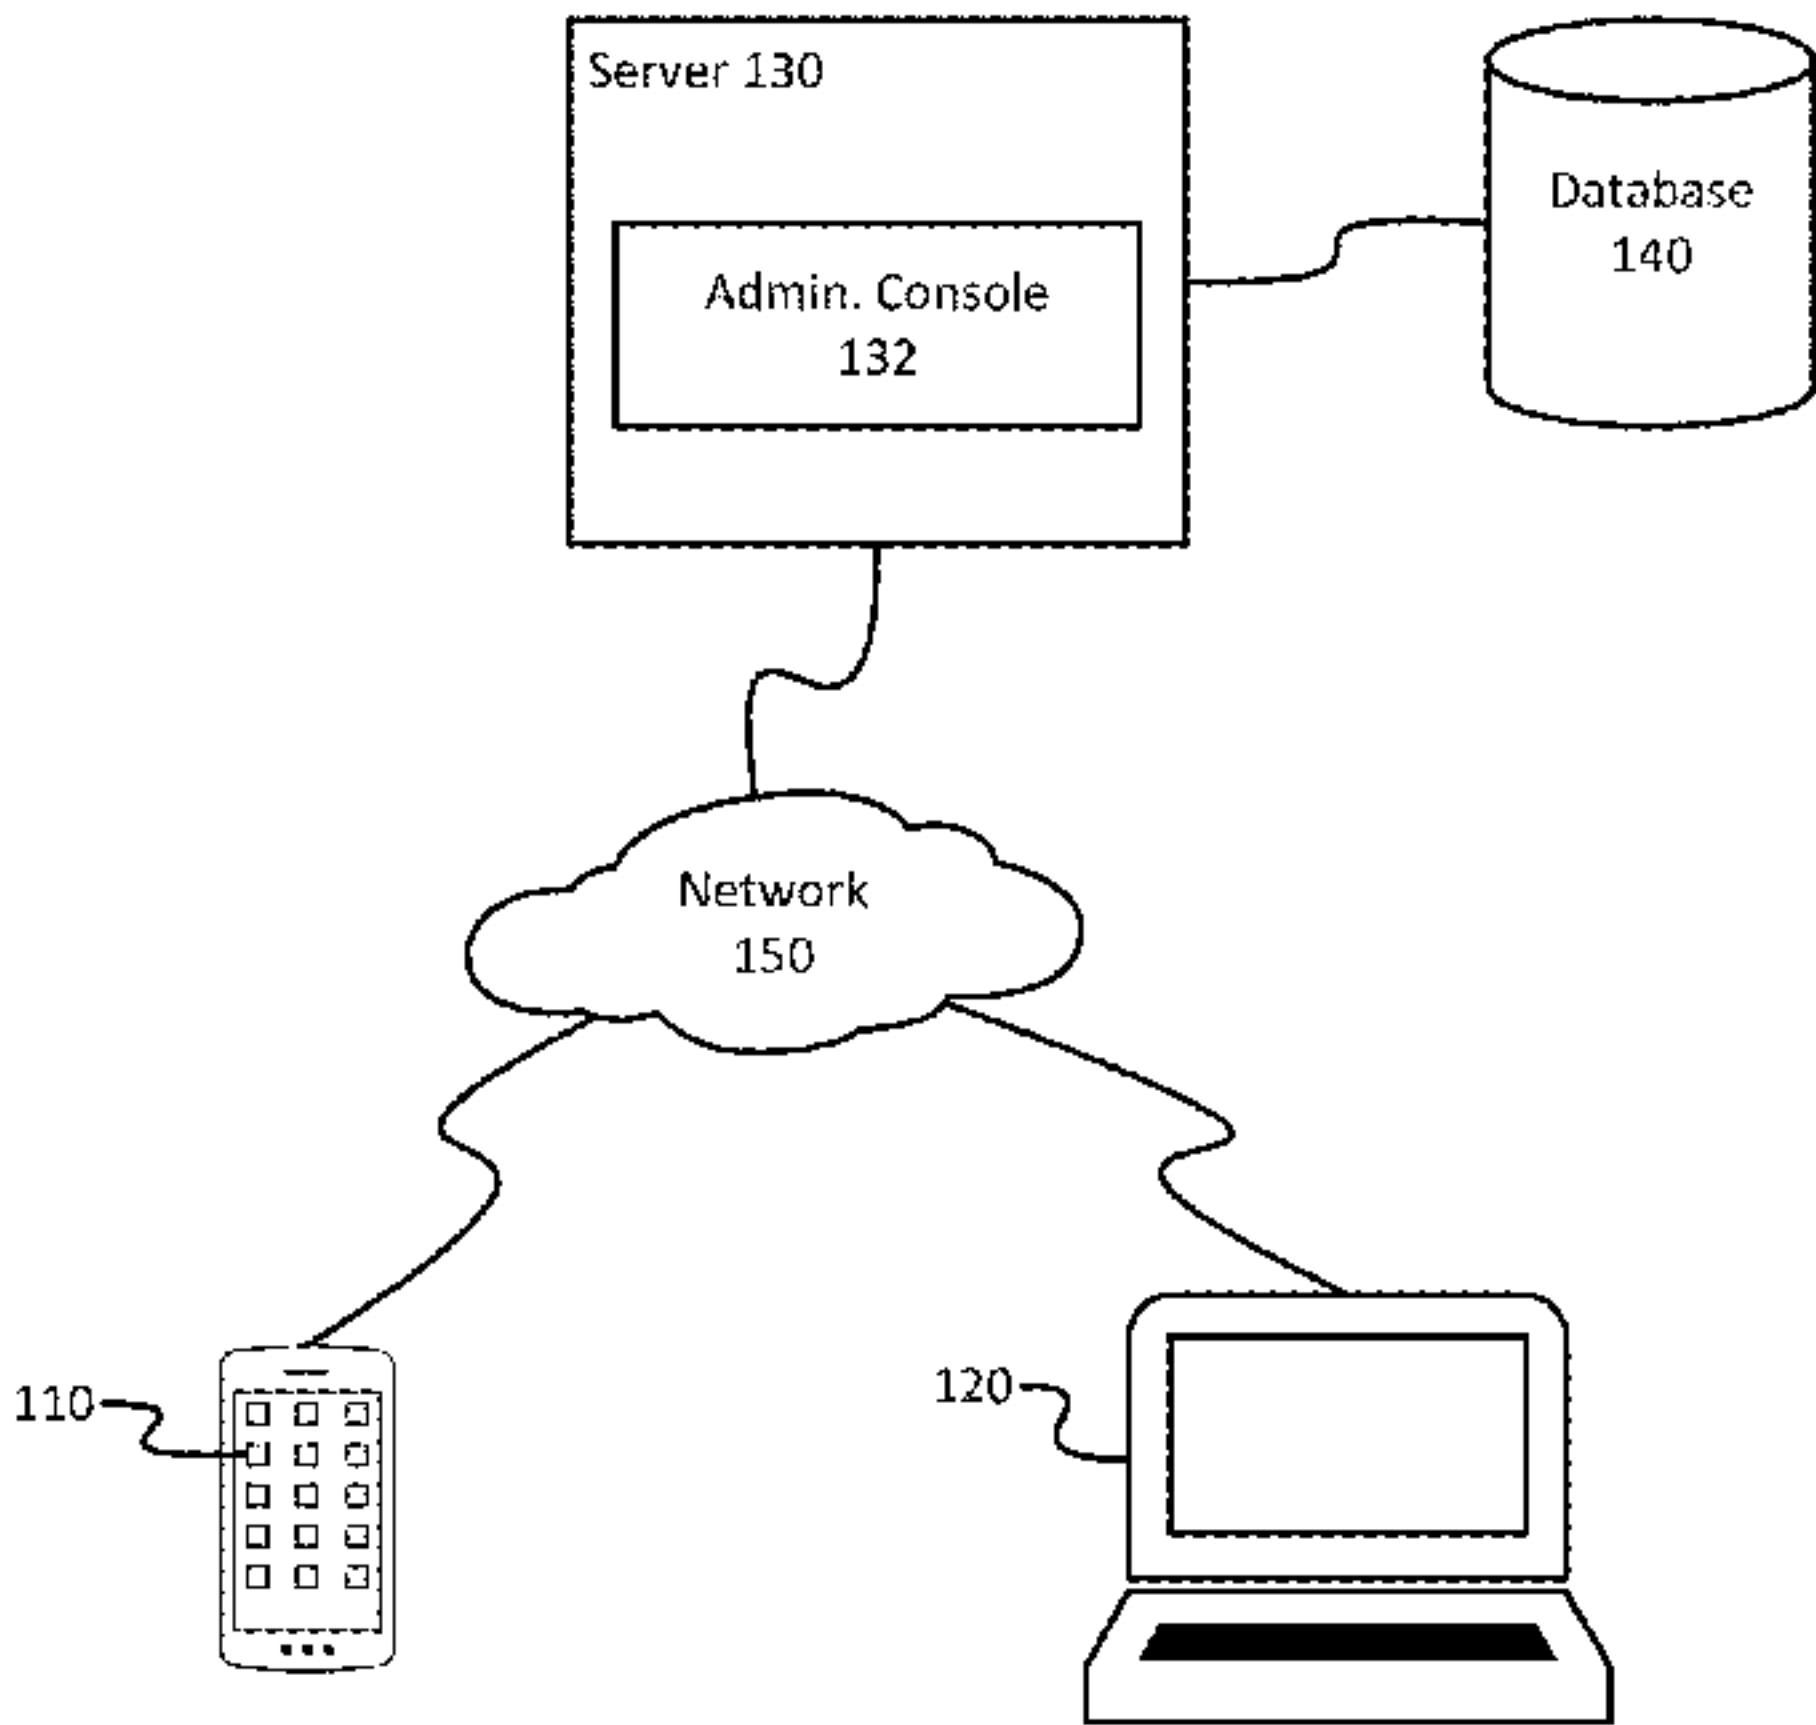 Server 130
Admin. Console
132
Database
140
Network
150
110
120